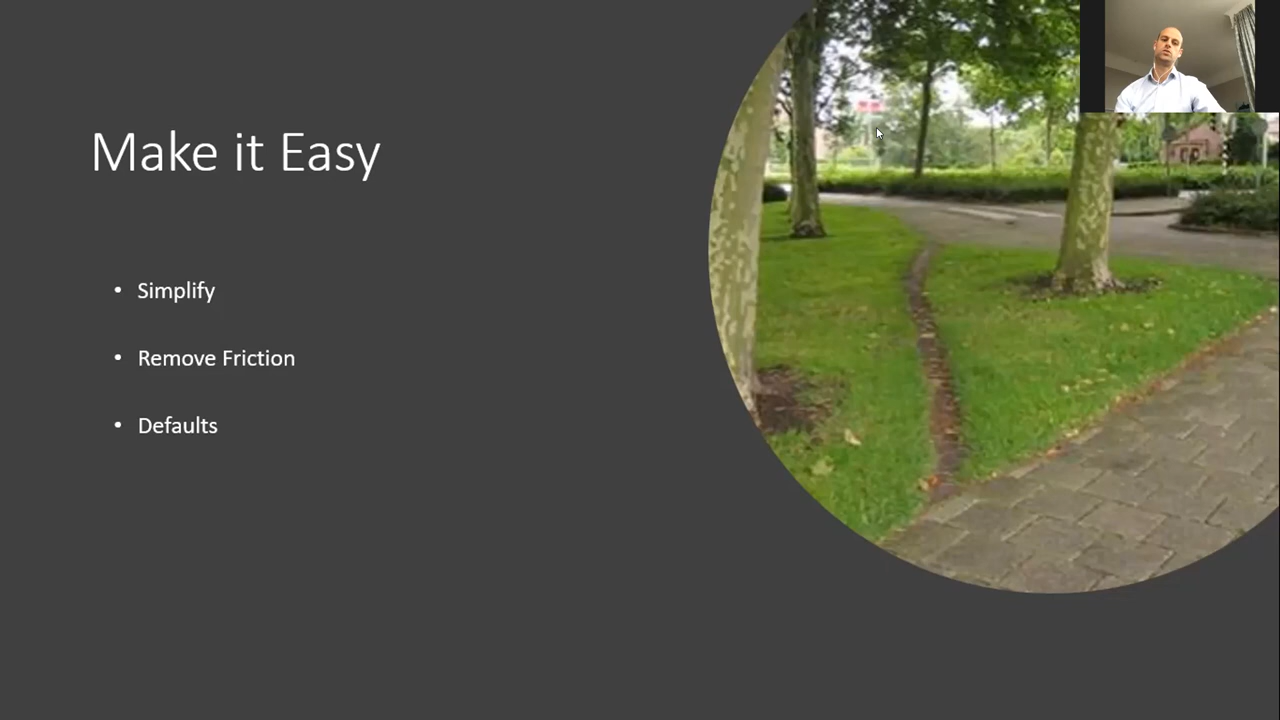 Make it Easy
• Simplify
• Remove Friction
• Defaults